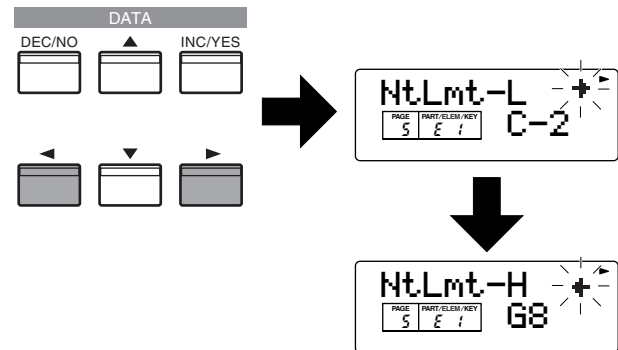 DATA
DEC/NO ▲ INC/YES
◄ ▼ ►
NtLmt-L
PAGE PART/ELEM/KEY
5 E 1 C-2
NtLmt-H
PAGE PART/ELEM/KEY
5 E 1 G8